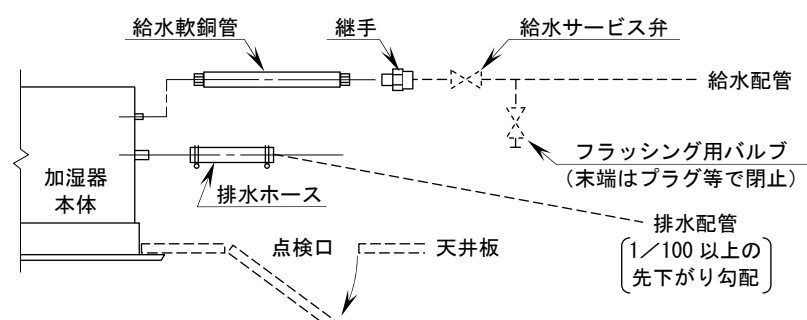 給水軟銅管
継手
給水サービス弁
給水配管
フラッシング用バルブ
（末端はプラグ等で閉止）
加湿器
本体
排水ホース
排水配管
1／100 以上の
先下がり勾配
点検口
天井板